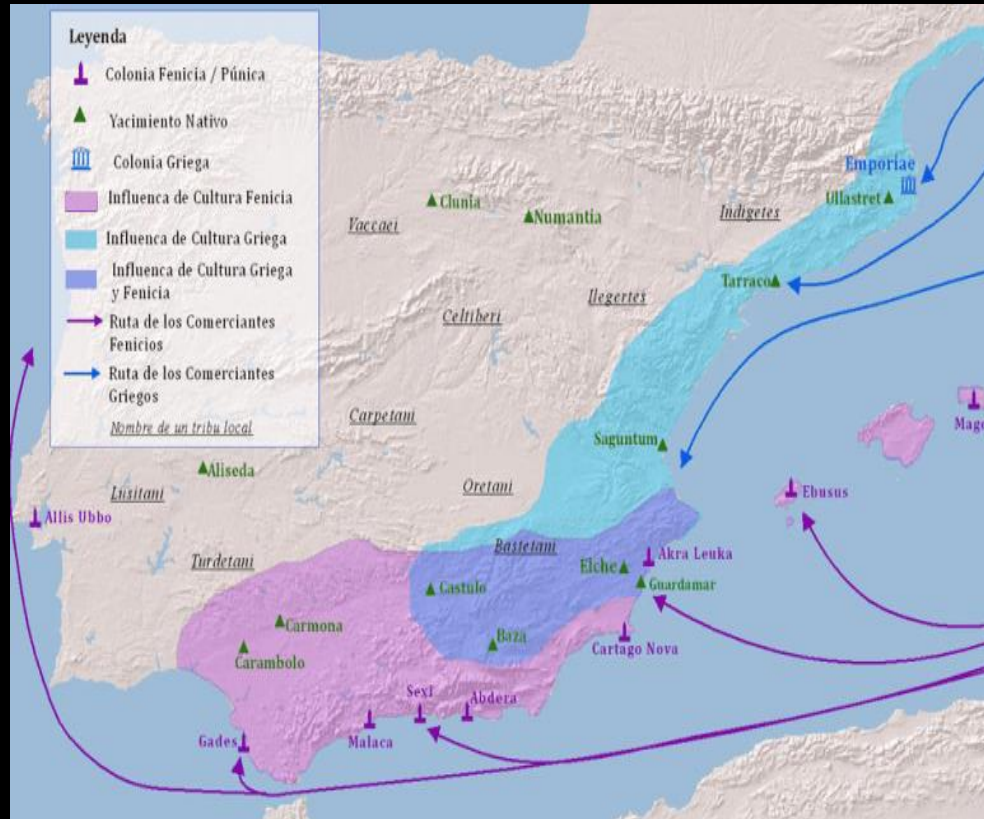 Leyenda
Colonia Fenicia / Púnica
Yacimiento Nativo
Colonia Griega
Influenca de Cultura Fenicia
Influenca de Cultura Griega
Influenca de Cultura Griega
y Fenicia
Ruta de los Comerciantes
Fenicios
Ruta de los Comerciantes
Griegos
Nombre de un tribu local
Emporiae
Ullastret
Indigetes
Clunia
Numantia
Vaccaei
Tarraco
Ilegertes
Celtiberi
Carpetani
Mago
Saguntum
Aliseda
Oretani
Lusitani
Ebusus
Allis Ubbo
Bastetani
Akra Leuka
Turdetani
Elche
Guardamar
Castulo
Carmona
Baza
Cartago Nova
Carambolo
Sexi
Abdera
Gades
Malaca